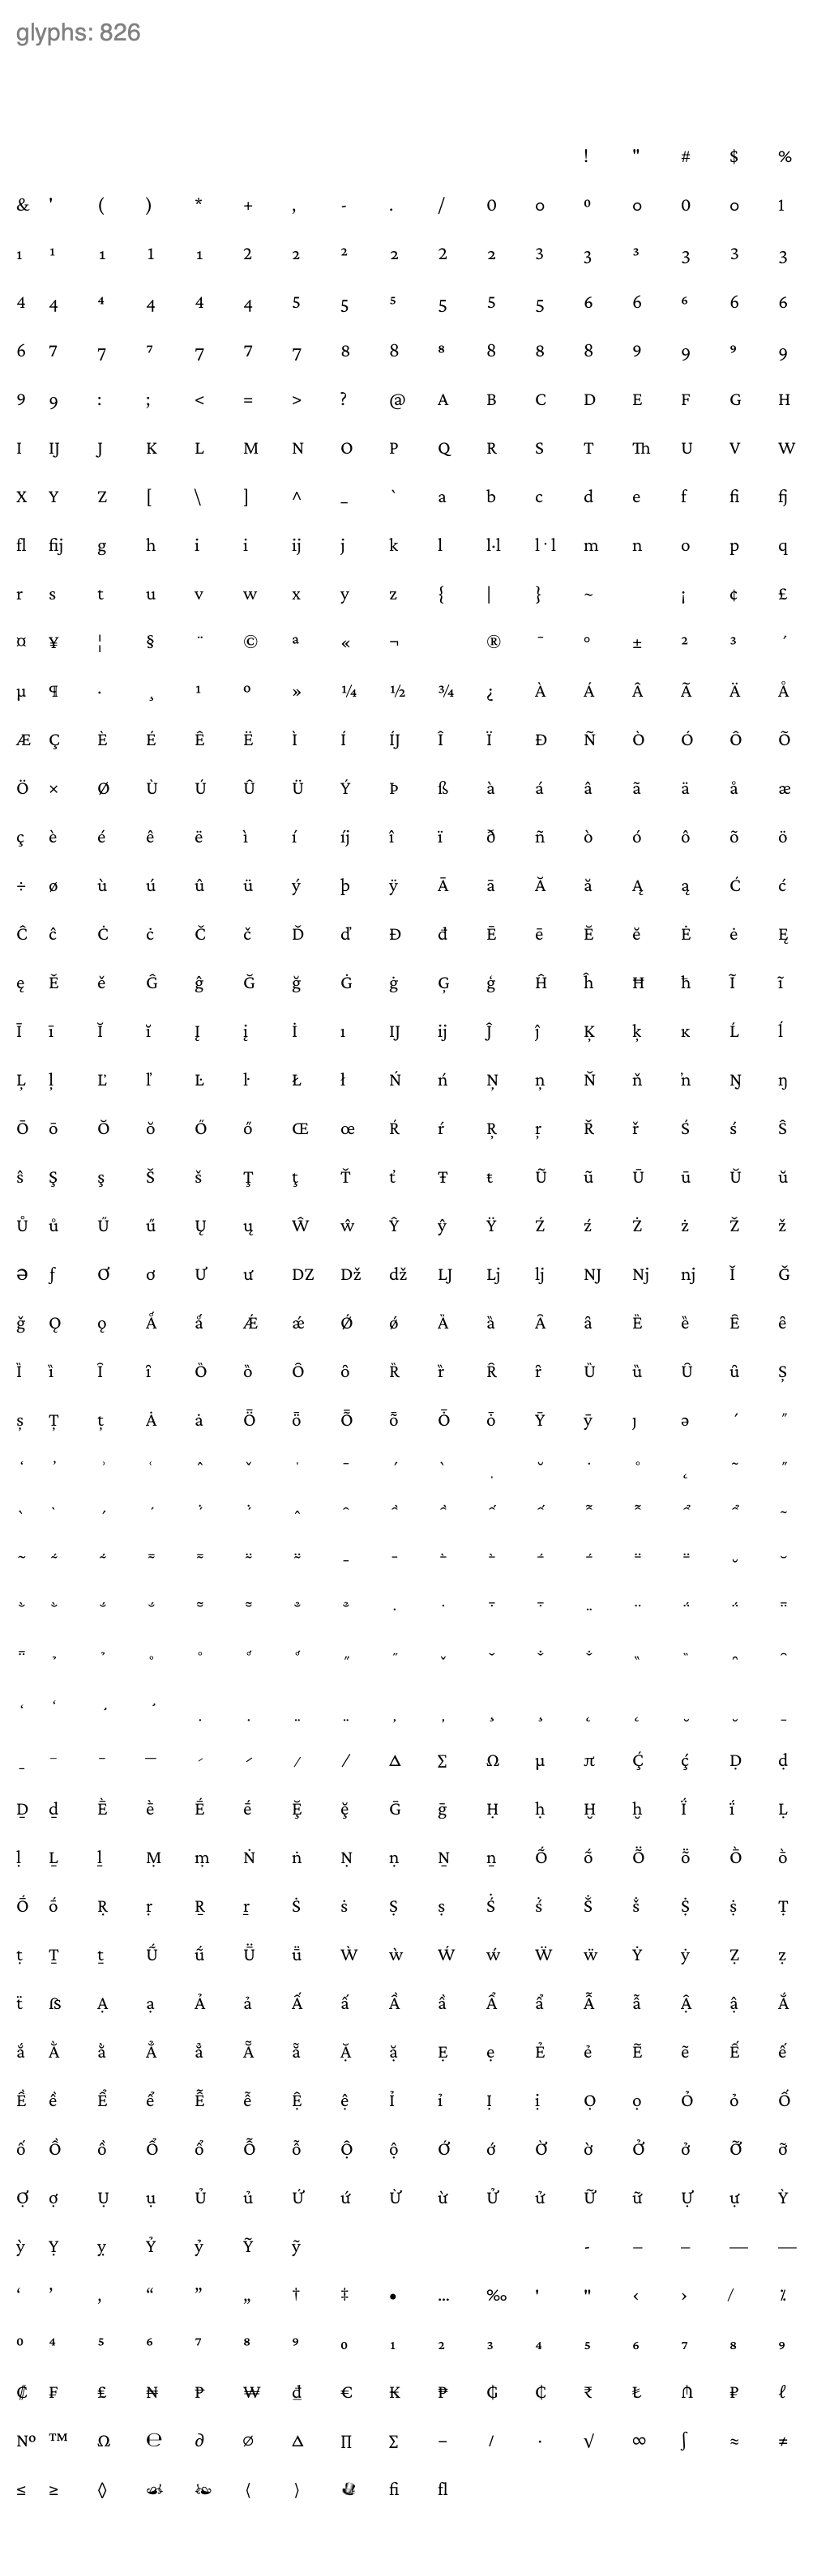 glyphs: 826
! " # $ %
& ' ( ) * + , - . / 0 0 ⁰ 0 0 0 1
1 ¹ 1 1 1 2 2 ² 2 2 2 3 3 ³ 3 3 3
4 4 ⁴ 4 4 4 5 5 ⁵ 5 5 5 6 6 ⁶ 6 6
6 7 7 ⁷ 7 7 7 8 8 ⁸ 8 8 8 9 9 ⁹ 9
9 9 : ; < = > ? @ A B C D E F G H
I IJ J K L M N O P Q R S T Th U V W
X Y Z [ \ ] ^ _ ` a b c d e f fi fj
fl fij g h i i ij j k l l·l l·l m n o p q
r s t u v w x y z { | } ~ ¡ ¢ £
¤ ¥ ¦ § ¨ © ª « ¬ ® ¯ ° ± ² ³ ´
µ ¶ · ¸ ¹ º » ¼ ½ ¾ ¿ À Á Â Ã Ä Å
Æ Ç È É Ê Ë Ì Í ÍJ́ Î Ï Ð Ñ Ò Ó Ô Õ
Ö × Ø Ù Ú Û Ü Ý Þ ß à á â ã ä å æ
ç è é ê ë ì í íj́ î ï ð ñ ò ó ô õ ö
÷ ø ù ú û ü ý þ ÿ Ā ā Ă ă Ą ą Ć ć
Ĉ ĉ Ċ ċ Č č Ď ď Đ đ Ē ē Ĕ ĕ Ė ė Ę
ę Ě ě Ĝ ĝ Ğ ğ Ġ ġ Ģ ģ Ĥ ĥ Ħ ħ Ĩ ĩ
Ī ī Ĭ ĭ Į į İ ı Ĳ ĳ Ĵ ĵ Ķ ķ ĸ Ĺ ĺ
Ļ ļ Ľ ľ Ŀ ŀ Ł ł Ń ń Ņ ņ Ň ň ŉ Ŋ ŋ
Ō ō Ŏ ŏ Ő ő Œ œ Ŕ ŕ Ŗ ŗ Ř ř Ś ś Ŝ
ŝ Ş ş Š š Ţ ţ Ť ť Ŧ ŧ Ũ ũ Ū ū Ŭ ŭ
Ů ů Ű ű Ų ų Ŵ ŵ Ŷ ŷ Ÿ Ź ź Ż ż Ž ž
Ə ƒ Ơ ơ Ư ư DZ Dž dž LJ Lj lj NJ Nj nj Ǐ Ǧ
ǧ Ǫ ǫ Ǻ ǻ Ǽ ǽ Ǿ ǿ Ȁ ȁ Ȃ ȃ Ȅ ȅ Ȇ ȇ
Ȉ ȉ Ȋ ȋ Ȍ ȍ Ȏ ȏ Ȑ ȑ Ȓ ȓ Ȕ ȕ Ȗ ȗ Ș
ș Ț ț Ȧ ȧ Ȫ ȫ Ȭ ȭ Ȱ ȱ Ȳ ȳ ȷ ə ʹ ʺ
∆ Σ Ω μ π Ḉ ḉ Ḍ ḍ
Ḏ ḏ Ḕ ḕ Ḗ ḗ Ḝ ḝ Ḡ ḡ Ḥ ḥ Ḫ ḫ Ḯ ḯ Ḷ
ḷ Ḻ ḻ Ṃ ṃ Ṅ ṅ Ṇ ṇ Ṉ ṉ Ṍ ṍ Ṏ ṏ Ṑ ṑ
Ṓ ṓ Ṛ ṛ Ṟ ṟ Ṡ ṡ Ṣ ṣ Ṥ ṥ Ṧ ṧ Ṩ ṩ Ṭ
ṭ Ṯ ṯ Ṹ ṹ Ṻ ṻ Ẁ ẁ Ẃ ẃ Ẅ ẅ Ẏ ẏ Ẓ ẓ
ẗ ẞ Ạ ạ Ả ả Ấ ấ Ầ ầ Ẩ ẩ Ẫ ẫ Ậ ậ Ắ
ắ Ằ ằ Ẳ ẳ Ẵ ẵ Ặ ặ Ẹ ẹ Ẻ ẻ Ẽ ẽ Ế ế
Ề ề Ể ể Ễ ễ Ệ ệ Ỉ ỉ Ị ị Ọ ọ Ỏ ỏ Ố
ố Ồ ồ Ổ ổ Ỗ ỗ Ộ ộ Ớ ớ Ờ ờ Ở ở Ỡ ỡ
Ợ ợ Ụ ụ Ủ ủ Ứ ứ Ừ ừ Ử ử Ữ ữ Ự ự Ỳ
ỳ Ỵ ỵ Ỷ ỷ Ỹ ỹ ‐ – – — —
‘ ’ ‚ “ ” „ † ‡ • … ‰ ' " ‹ › ⁄ ⁒
⁰ ⁴ ⁵ ⁶ ⁷ ⁸ ⁹ ₀ ₁ ₂ ₃ ₄ ₅ ₆ ₇ ₈ ₉
₡ ₣ ₤ ₦ ₱ ₩ ₫ € ₭ ₱ ₲ ₵ ₹ ₺ ₼ ₽ ℓ
№ ™ Ω ℮ ∂ ∅ ∆ ∏ ∑ − ∕ ∙ √ ∞ ∫ ≈ ≠
≤ ≥ ◊ ☙ ❧ ⟨ ⟩ fi fl